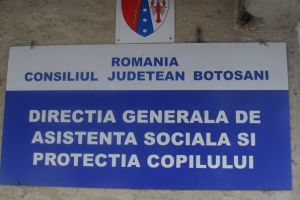 ROMANIA
CONSILIUL JUDETEAN BOTOSANI
DIRECTIA GENERALA DE
ASISTENTA SOCIALA SI
PROTECTIA COPILULUI